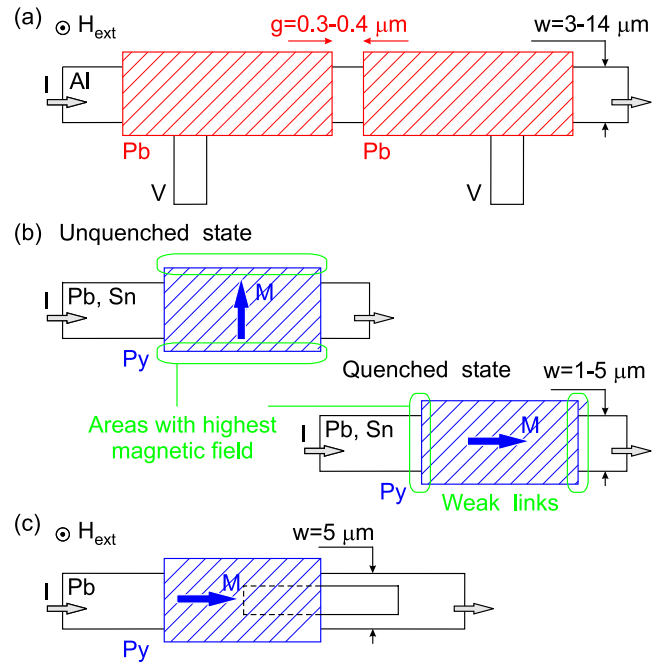 (a)
⊙ H_ext
g=0.3-0.4 μm
w=3-14 μm
I
Al
Pb
Pb
V
V
(b) Unquenched state
I
Pb, Sn
M
Py
Quenched state
w=1-5 μm
Areas with highest
magnetic field
I
Pb, Sn
M
Py
Weak links
(c)
⊙ H_ext
w=5 μm
I
Pb
M
Py